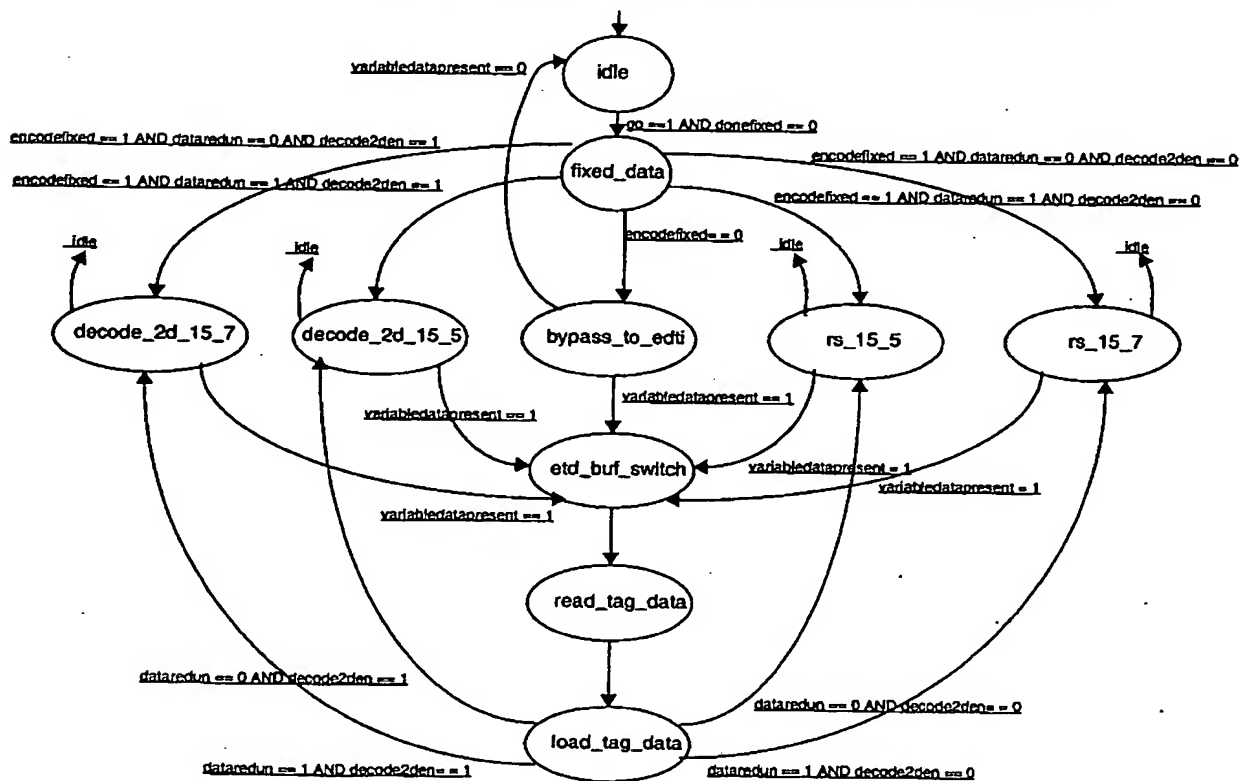 idle
variabledatapresent == 0
go ==1 AND donefixed == 0
encodefixed == 1 AND dataredun == 0 AND decode2den == 1
encodefixed == 1 AND dataredun == 0 AND decode2den == 0
fixed_data
encodefixed == 1 AND dataredun == 1 AND decode2den == 1
encodefixed == 1 AND dataredun == 1 AND decode2den == 0
encodefixed== 0
idle
idle
idle
idle
decode_2d_15_7
decode_2d_15_5
bypass_to_edti
rs_15_5
rs_15_7
variabledatapresent == 1
variabledatapresent == 1
etd_buf_switch
variabledatapresent = 1
variabledatapresent = 1
variabledatapresent == 1
read_tag_data
dataredun == 0 AND decode2den == 1
dataredun == 0 AND decode2den= = 0
load_tag_data
dataredun == 1 AND decode2den= = 1
dataredun == 1 AND decode2den == 0